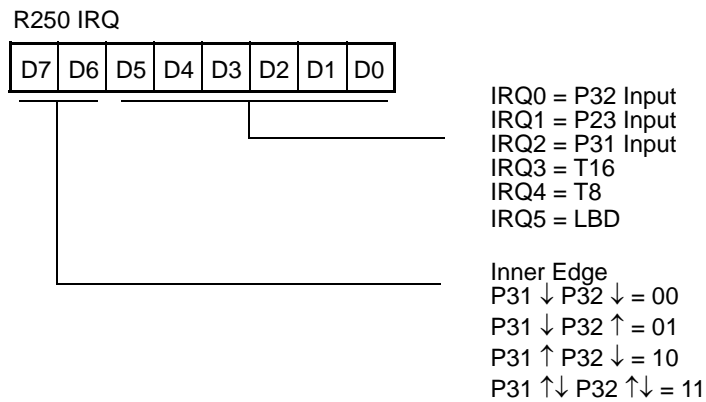 R250 IRQ
D7 D6 D5 D4 D3 D2 D1 D0
IRQ0 = P32 Input
IRQ1 = P23 Input
IRQ2 = P31 Input
IRQ3 = T16
IRQ4 = T8
IRQ5 = LBD
Inner Edge
P31 ↓ P32 ↓ = 00
P31 ↓ P32 ↑ = 01
P31 ↑ P32 ↓ = 10
P31 ↑↓ P32 ↑↓ = 11